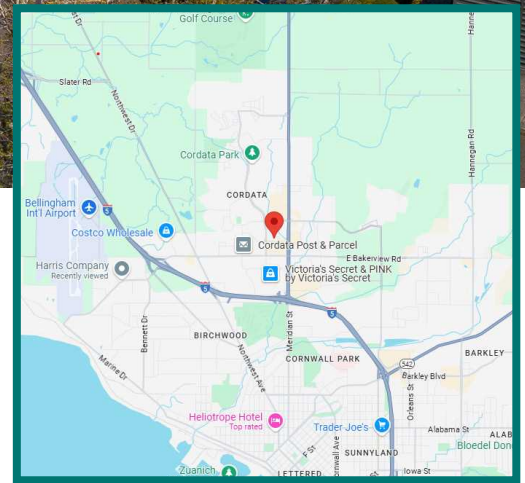 Golf Course
Slater Rd
Northwest Dr
Hannegan Rd
Cordata Park
CORDATA
Bellingham
Int'l Airport
5
Costco Wholesale
Cordata Post & Parcel
E Bakerview Rd
Harris Company
Recently viewed
Victoria's Secret & PINK
by Victoria's Secret
5
5
Bennett Dr
BIRCHWOOD
Meridian St
CORNWALL PARK
BARKLEY
542
Barkley Blvd
Marine Dr
Northwest Ave
Orleans St
Heliotrope Hotel
Top rated
Trader Joe's
Alabama St
ALAB
Bloedel Don
F St
rnwall Ave
SUNNYLAND
Zuanich
LETTERED
Iowa St